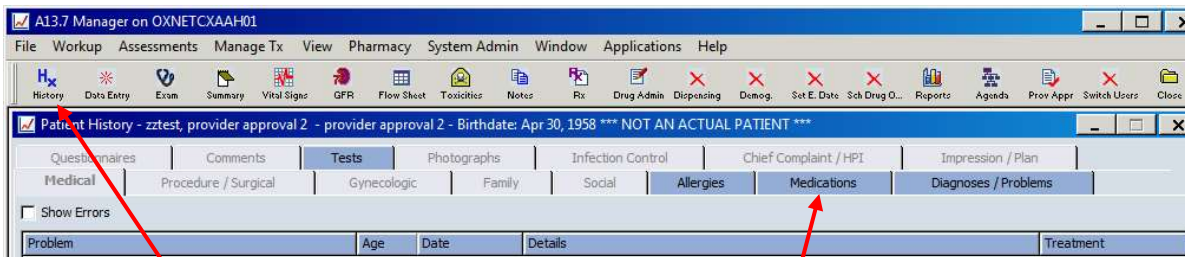 A13.7 Manager on OXNETCXAAH01
File Workup Assessments Manage Tx View Pharmacy System Admin Window Applications Help
Hx Rx
History Data Entry Exam Summary Vital Signs GFR Flow Sheet Toxicities Notes Rx Drug Admin Dispensing Demog. Set E. Date Sch Drug O... Reports Agenda Prov Appr Switch Users Close
Patient History - zztest, provider approval 2 - provider approval 2 - Birthdate: Apr 30, 1958 *** NOT AN ACTUAL PATIENT ***
Questionnaires Comments Tests Photographs Infection Control Chief Complaint / HPI Impression / Plan
Medical Procedure / Surgical Gynecologic Family Social Allergies Medications Diagnoses / Problems
Show Errors
Problem Age Date Details Treatment